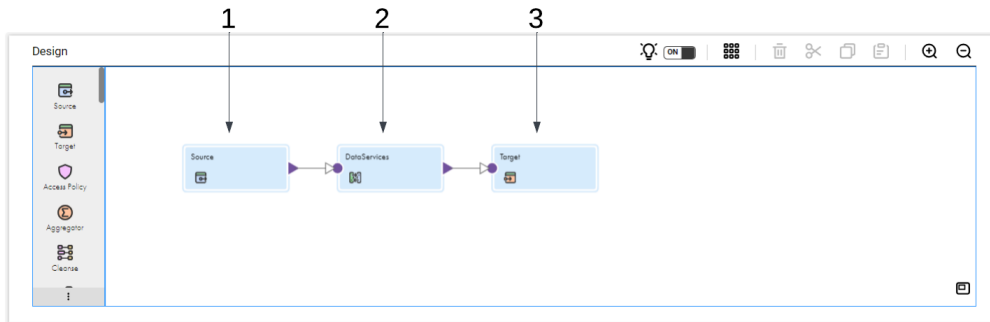 1 2 3
Design
ON
Source
Target
Access Policy
Aggregator
Cleanse
Source
DataServices
Target